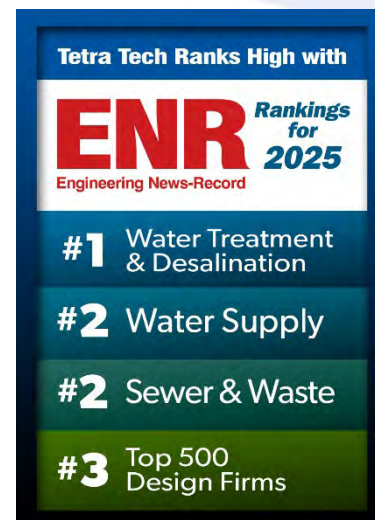 Tetra Tech Ranks High with
ENR
Engineering News-Record
Rankings
for
2025
#1 Water Treatment
& Desalination
#2 Water Supply
#2 Sewer & Waste
#3 Top 500
Design Firms